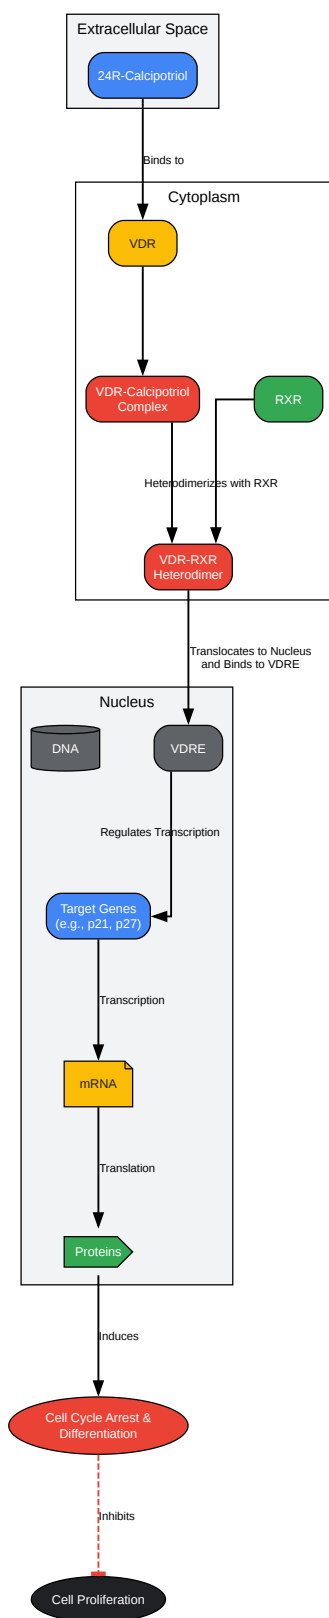 Extracellular Space
24R-Calcipotriol
Binds to
Cytoplasm
VDR
VDR-Calcipotriol
Complex
RXR
Heterodimerizes with RXR
VDR-RXR
Heterodimer
Translocates to Nucleus
and Binds to VDRE
Nucleus
DNA
VDRE
Regulates Transcription
Target Genes
(e.g., p21, p27)
Transcription
mRNA
Translation
Proteins
Induces
Cell Cycle Arrest &
Differentiation
Inhibits
Cell Proliferation